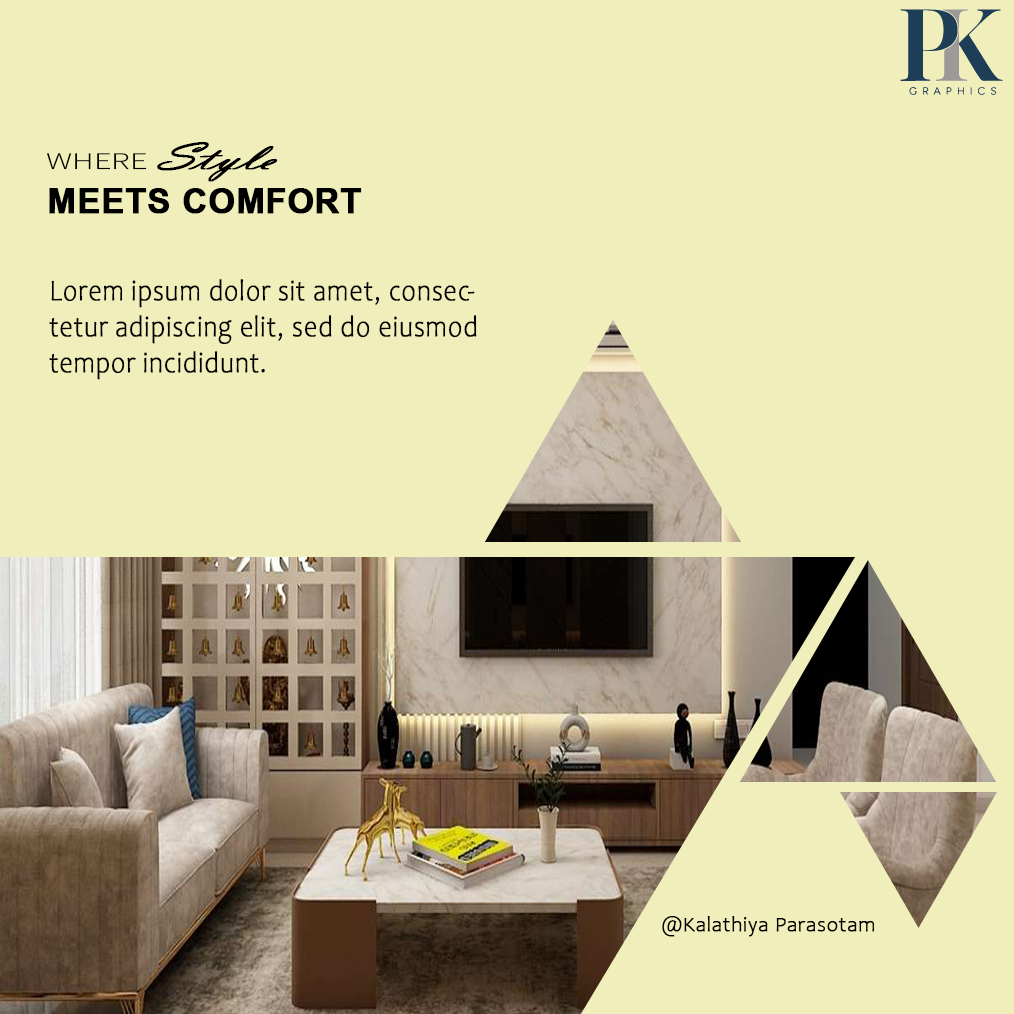 PK
GRAPHICS
WHERE Style
MEETS COMFORT
Lorem ipsum dolor sit amet, consec-
tetur adipiscing elit, sed do eiusmod
tempor incididunt.
@Kalathiya Parasotam